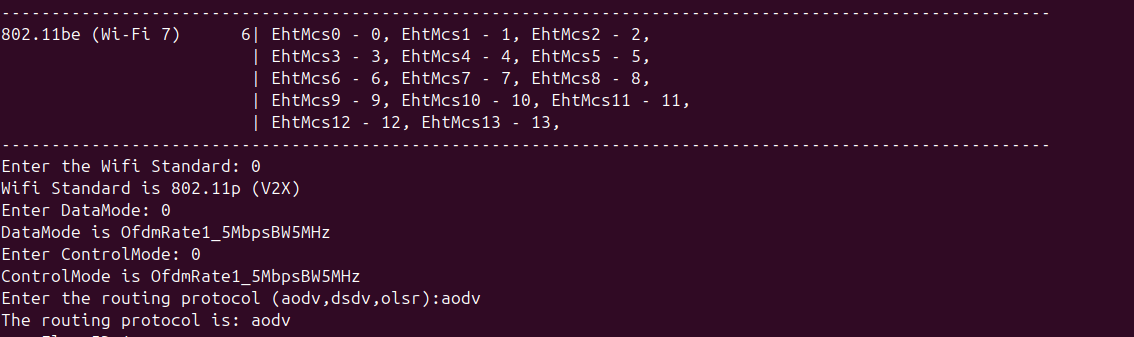 ---------------------------------------------------------------------------------------------------------
802.11be (Wi-Fi 7)      6| EhtMcs0 - 0, EhtMcs1 - 1, EhtMcs2 - 2,
                         | EhtMcs3 - 3, EhtMcs4 - 4, EhtMcs5 - 5,
                         | EhtMcs6 - 6, EhtMcs7 - 7, EhtMcs8 - 8,
                         | EhtMcs9 - 9, EhtMcs10 - 10, EhtMcs11 - 11,
                         | EhtMcs12 - 12, EhtMcs13 - 13,
---------------------------------------------------------------------------------------------------------
Enter the Wifi Standard: 0
Wifi Standard is 802.11p (V2X)
Enter DataMode: 0
DataMode is OfdmRate1_5MbpsBW5MHz
Enter ControlMode: 0
ControlMode is OfdmRate1_5MbpsBW5MHz
Enter the routing protocol (aodv,dsdv,olsr):aodv
The routing protocol is: aodv